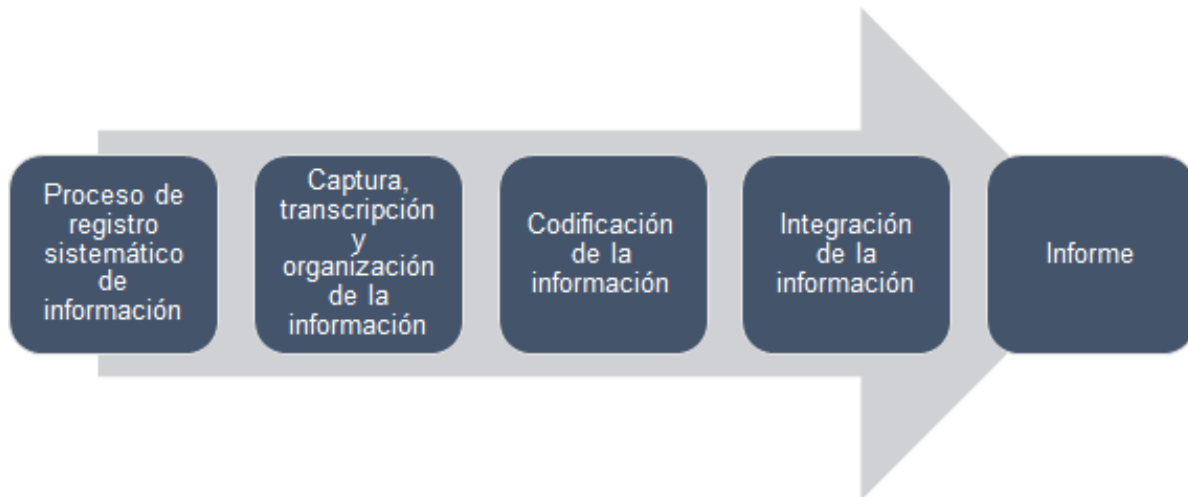 Proceso de
registro
sistemático
de
información
Captura,
transcripción
y
organización
de la
información
Codificación
de la
información
Integración
de la
información
Informe